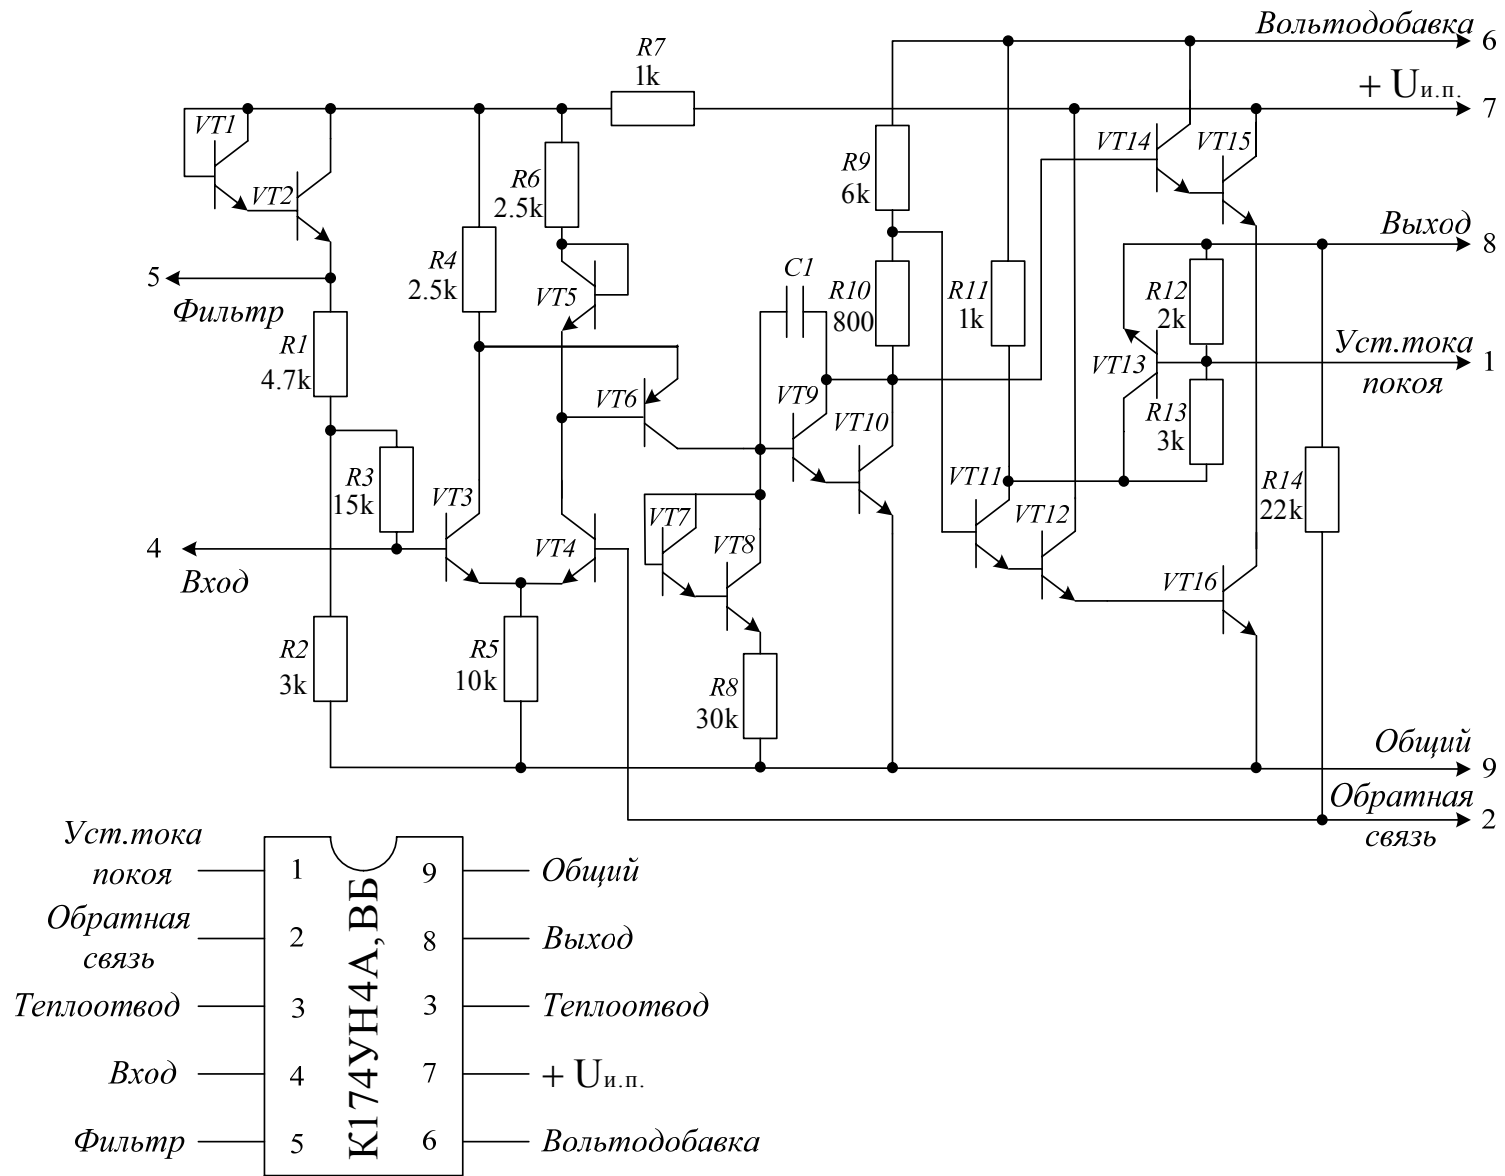 Вольтодобавка
6
R7
1k
+ Uи.п.
7
VT1
VT14
VT15
R9
6k
R6
2.5k
VT2
Выход
8
5
Фильтр
R4
2.5k
C1
R10
800
R11
1k
R12
2k
VT5
R1
4.7k
Уст.тока
покоя
1
VT13
VT6
VT9
VT10
R13
3k
R3
15k
VT3
VT11
R14
22k
4
Вход
VT4
VT7
VT8
VT12
VT16
R2
3k
R5
10k
R8
30k
Общий
9
Обратная
связь
2
Уст.тока
покоя
1
9
Общий
Обратная
связь
2
8
Выход
Теплоотвод
3
3
Теплоотвод
Вход
4
7
+ Uи.п.
Фильтр
5
6
Вольтодобавка
К174УН4А,ВБ